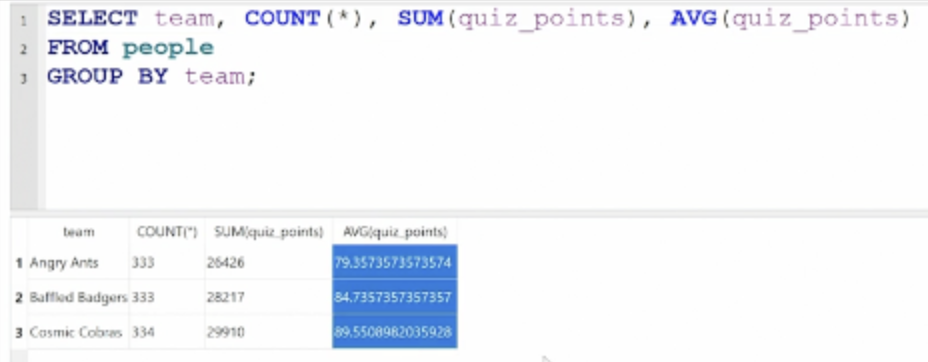 1 SELECT team, COUNT(*), SUM(quiz_points), AVG(quiz_points)
2 FROM people
3 GROUP BY team;
team COUNT(*) SUM(quiz_points) AVG(quiz_points)
1 Angry Ants 333 26426 79.3573573573574
2 Baffled Badgers 333 28217 84.7357357357357
3 Cosmic Cobras 334 29910 89.5508982035928